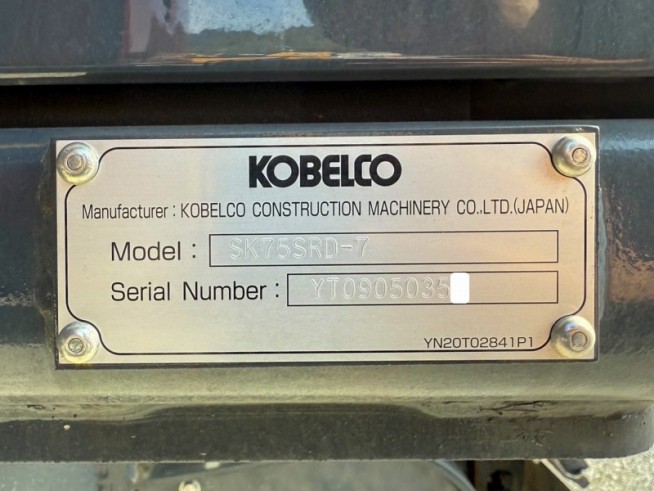 KOBELCO
Manufacturer : KOBELCO CONSTRUCTION MACHINERY CO.,LTD.(JAPAN)
Model : SK75SRD-7
Serial Number : YT0905035
YN20T02841P1